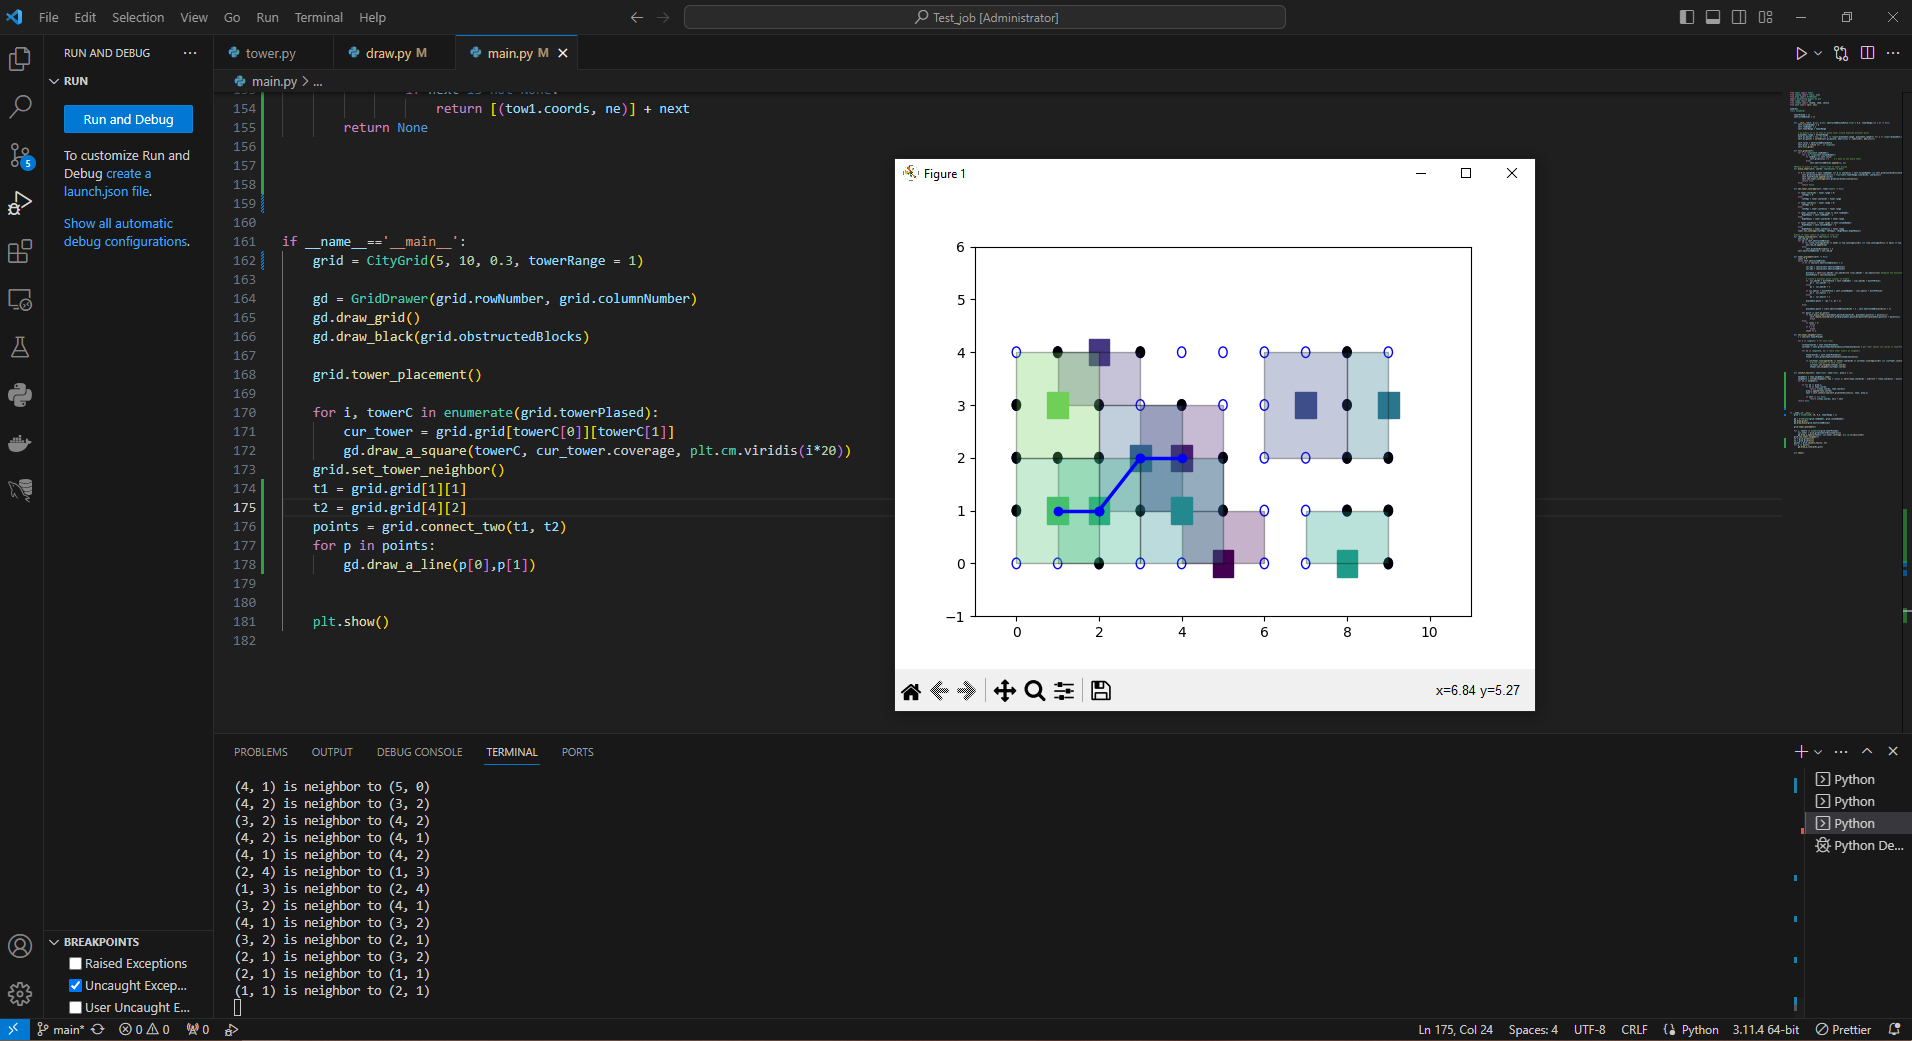 File Edit Selection View Go Run Terminal Help
Test_job [Administrator]
RUN AND DEBUG
RUN
Run and Debug
To customize Run and
Debug create a
launch.json file.
Show all automatic
debug configurations.
tower.py
draw.py M
main.py M
main.py > ...
154 return [(tow1.coords, ne)] + next
155 return None
156
157
158
159
160
161 if __name__=='__main__':
162 grid = CityGrid(5, 10, 0.3, towerRange = 1)
163
164 gd = GridDrawer(grid.rowNumber, grid.columnNumber)
165 gd.draw_grid()
166 gd.draw_black(grid.obstructedBlocks)
167
168 grid.tower_placement()
169
170 for i, towerC in enumerate(grid.towerPlased):
171 cur_tower = grid.grid[towerC[0]][towerC[1]]
172 gd.draw_a_square(towerC, cur_tower.coverage, plt.cm.viridis(i*20))
173 grid.set_tower_neighbor()
174 t1 = grid.grid[1][1]
175 t2 = grid.grid[4][2]
176 points = grid.connect_two(t1, t2)
177 for p in points:
178 gd.draw_a_line(p[0],p[1])
179
180
181 plt.show()
182
Figure 1
6
5
4
3
2
1
0
−1
0 2 4 6 8 10
x=6.84 y=5.27
PROBLEMS OUTPUT DEBUG CONSOLE TERMINAL PORTS
(4, 1) is neighbor to (5, 0)
(4, 2) is neighbor to (3, 2)
(3, 2) is neighbor to (4, 2)
(4, 2) is neighbor to (4, 1)
(4, 1) is neighbor to (4, 2)
(2, 4) is neighbor to (1, 3)
(1, 3) is neighbor to (2, 4)
(3, 2) is neighbor to (4, 1)
(4, 1) is neighbor to (3, 2)
(3, 2) is neighbor to (2, 1)
(2, 1) is neighbor to (3, 2)
(2, 1) is neighbor to (1, 1)
(1, 1) is neighbor to (2, 1)
Python
Python
Python
Python De...
5
BREAKPOINTS
Raised Exceptions
Uncaught Excep...
User Uncaught E...
main* 0 0 0
Ln 175, Col 24 Spaces: 4 UTF-8 CRLF Python 3.11.4 64-bit Prettier